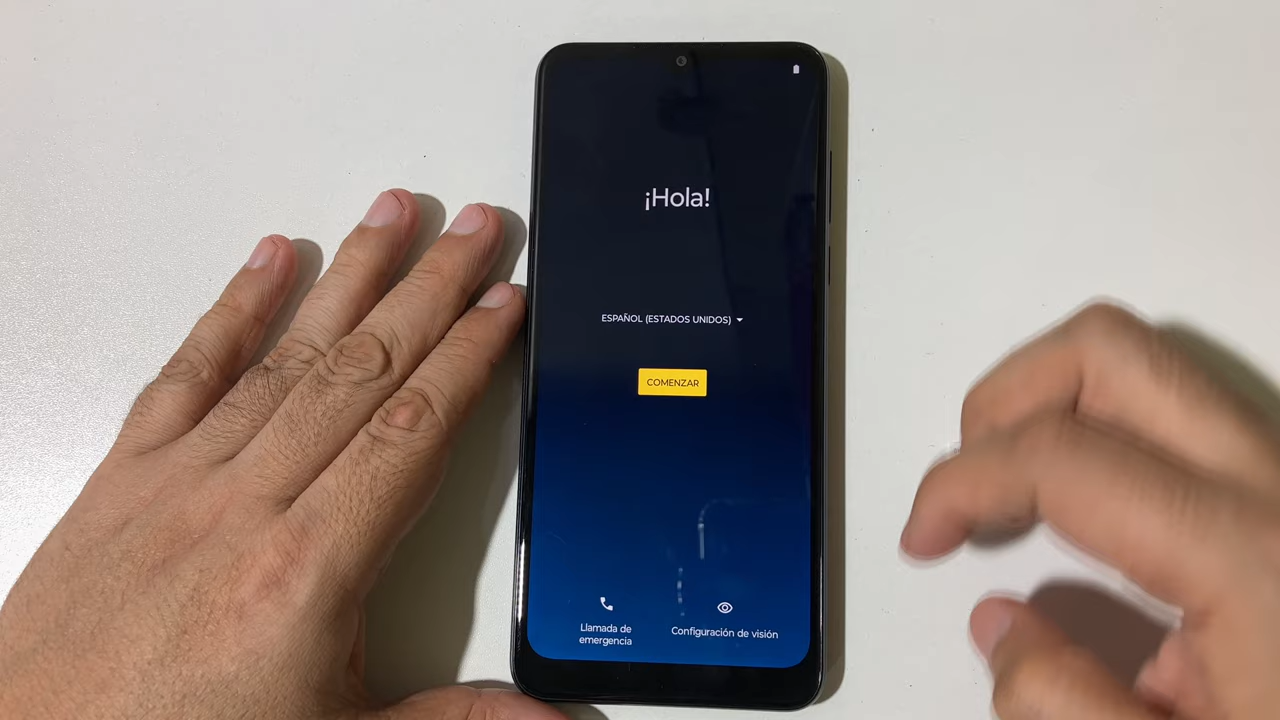 ¡Hola!
ESPAÑOL (ESTADOS UNIDOS)
COMENZAR
Llamada de
emergencia
Configuración de visión